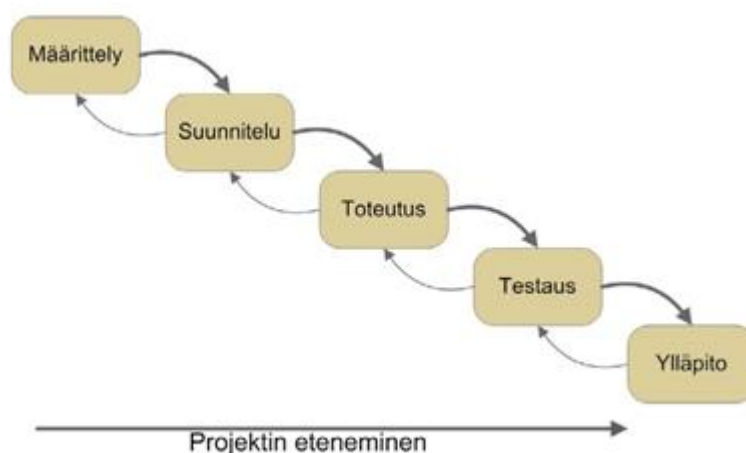 Määrittely
Suunnitelu
Toteutus
Testaus
Ylläpito
Projektin eteneminen